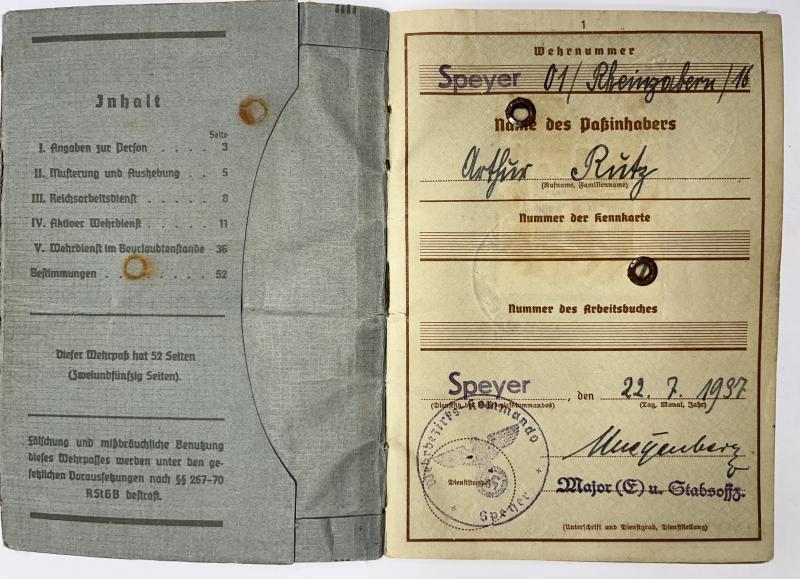 Inhalt
Seite
I. Angaben zur Person . . . . . 3
II. Musterung und Aushebung . . 5
III. Reichsarbeitsdienst . . . . 8
IV. Aktiver Wehrdienst . . . . . 11
V. Wehrdienst im Beurlaubtenstande 36
Bestimmungen . . . . . . . 52
Dieser Wehrpaß hat 52 Seiten
(Zweiundfünfzig Seiten).
Fälschung und mißbräuchliche Benutzung
dieses Wehrpasses werden unter den ge-
setzlichen Voraussetzungen nach §§ 267-70
RStGB bestraft.
1
Wehrnummer
Speyer 01/Rheinzabern/16
Name des Paßinhabers
Arthur Rutz
(Rufname, Familienname)
Nummer der Kennkarte
Nummer des Arbeitsbuches
Speyer, den 22. 7. 1937
(Tag, Monat, Jahr)
Wehrbezirks-Kommando
Speyer
Dienststempel
Major (E) u. Stabsoffz.
(Unterschrift und Dienstgrad, Dienststellung)